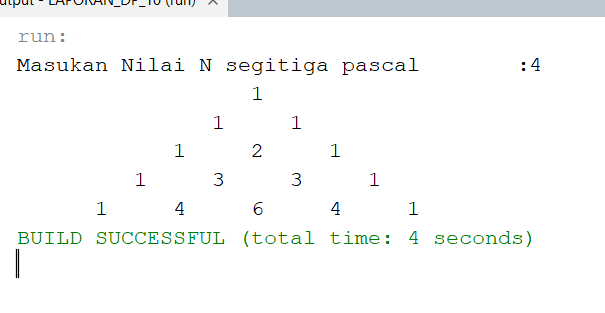 utput - LAPORAN_DP_10 (run) ×
run:
Masukan Nilai N segitiga pascal :4
1
1 1
1 2 1
1 3 3 1
1 4 6 4 1
BUILD SUCCESSFUL (total time: 4 seconds)